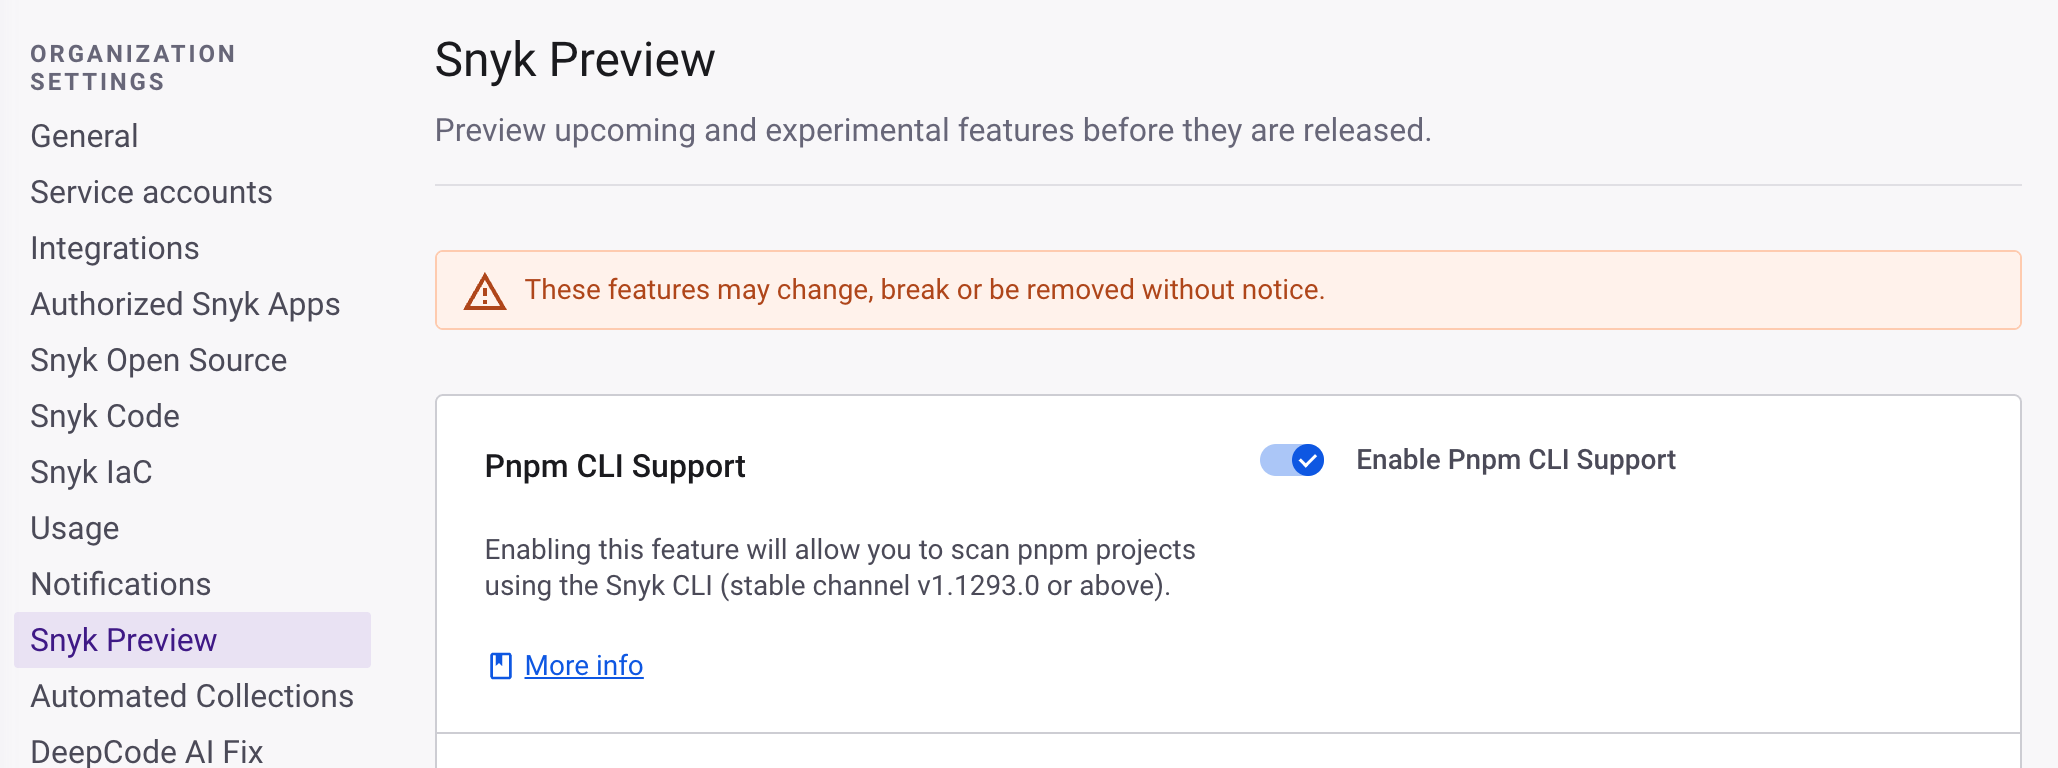 ORGANIZATION
SETTINGS
General
Service accounts
Integrations
Authorized Snyk Apps
Snyk Open Source
Snyk Code
Snyk IaC
Usage
Notifications
Snyk Preview
Automated Collections
DeepCode AI Fix
Snyk Preview
Preview upcoming and experimental features before they are released.
These features may change, break or be removed without notice.
Pnpm CLI Support
Enable Pnpm CLI Support
Enabling this feature will allow you to scan pnpm projects
using the Snyk CLI (stable channel v1.1293.0 or above).
More info